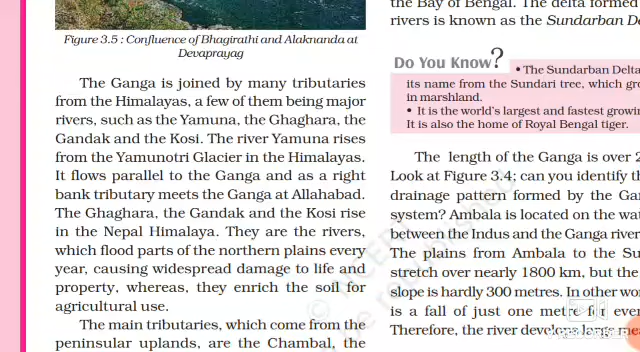 Figure 3.5 : Confluence of Bhagirathi and Alaknanda at
Devaprayag
The Ganga is joined by many tributaries
from the Himalayas, a few of them being major
rivers, such as the Yamuna, the Ghaghara, the
Gandak and the Kosi. The river Yamuna rises
from the Yamunotri Glacier in the Himalayas.
It flows parallel to the Ganga and as a right
bank tributary meets the Ganga at Allahabad.
The Ghaghara, the Gandak and the Kosi rise
in the Nepal Himalaya. They are the rivers,
which flood parts of the northern plains every
year, causing widespread damage to life and
property, whereas, they enrich the soil for
agricultural use.
The main tributaries, which come from the
peninsular uplands, are the Chambal, the
the Bay of Bengal. The delta formed
rivers is known as the Sundarban
Do You Know?
• The Sundarban Delta
its name from the Sundari tree, which
in marshland.
• It is the world's largest and fastest
It is also the home of Royal Bengal tiger.
The length of the Ganga is over
Look at Figure 3.4; can you identify
drainage pattern formed by the
system? Ambala is located on the
between the Indus and the Ganga river
The plains from Ambala to the
stretch over nearly 1800 km, but the
slope is hardly 300 metres. In other
is a fall of just one metre for
Therefore, the river develops large
© NCERT
be republished